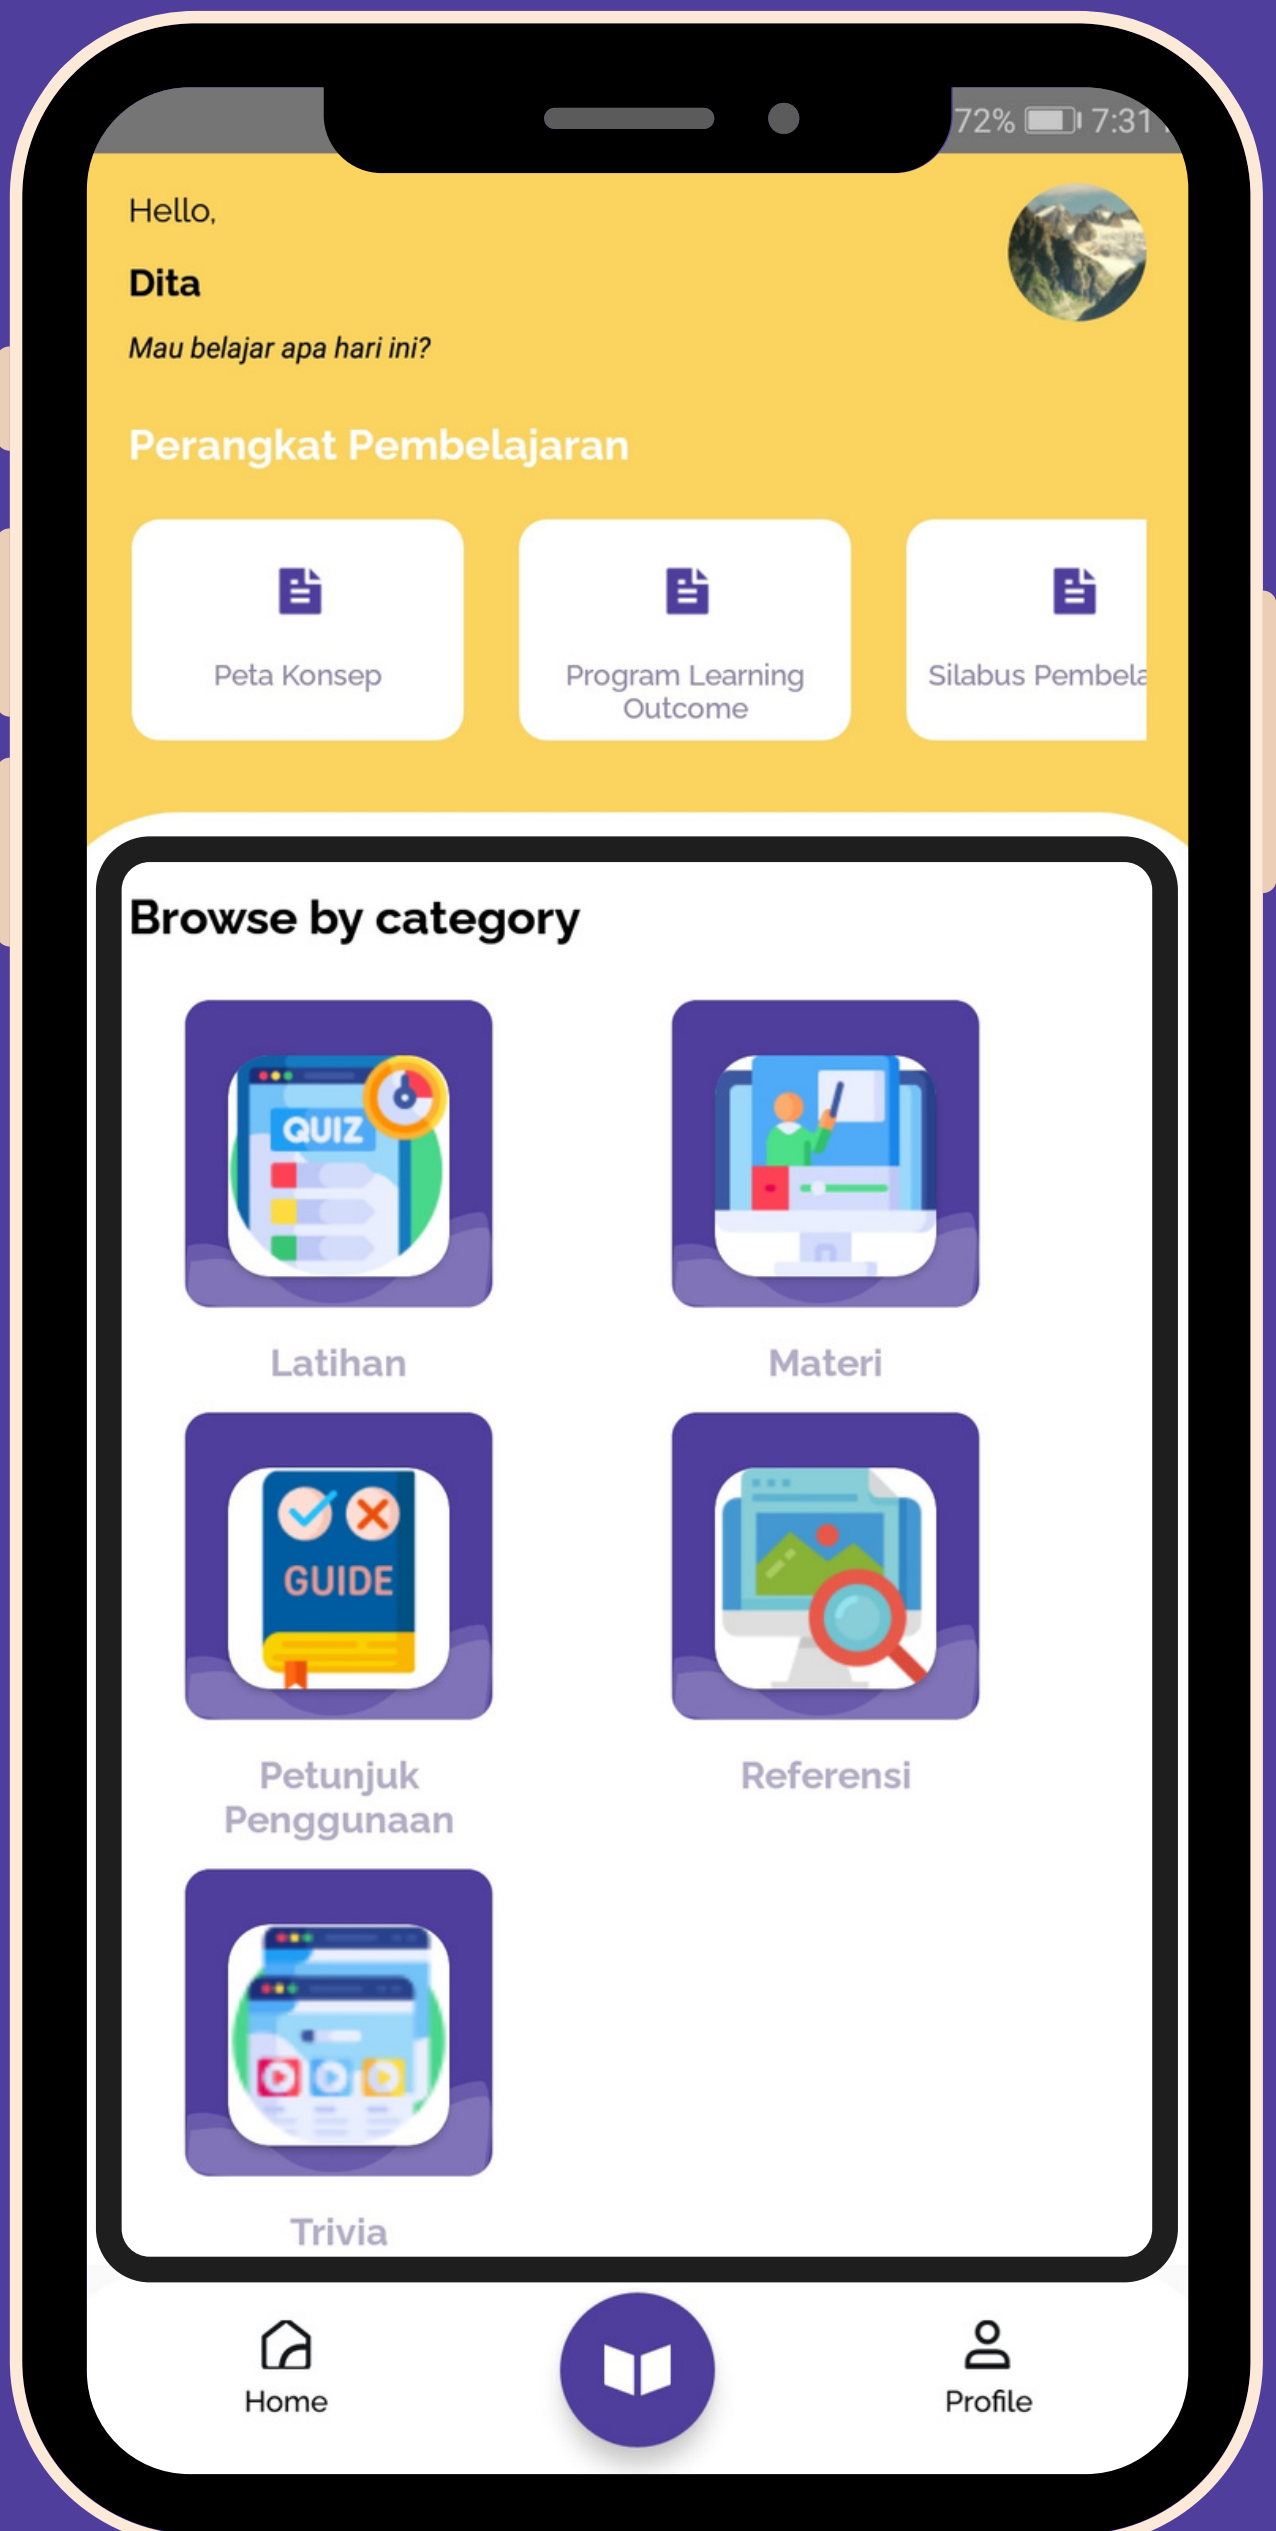 72% 7:31
Hello,
Dita
Mau belajar apa hari ini?
Perangkat Pembelajaran
Peta Konsep
Program Learning
Outcome
Silabus Pembela
Browse by category
QUIZ
Latihan
Materi
GUIDE
Petunjuk
Penggunaan
Referensi
Trivia
Home
Profile